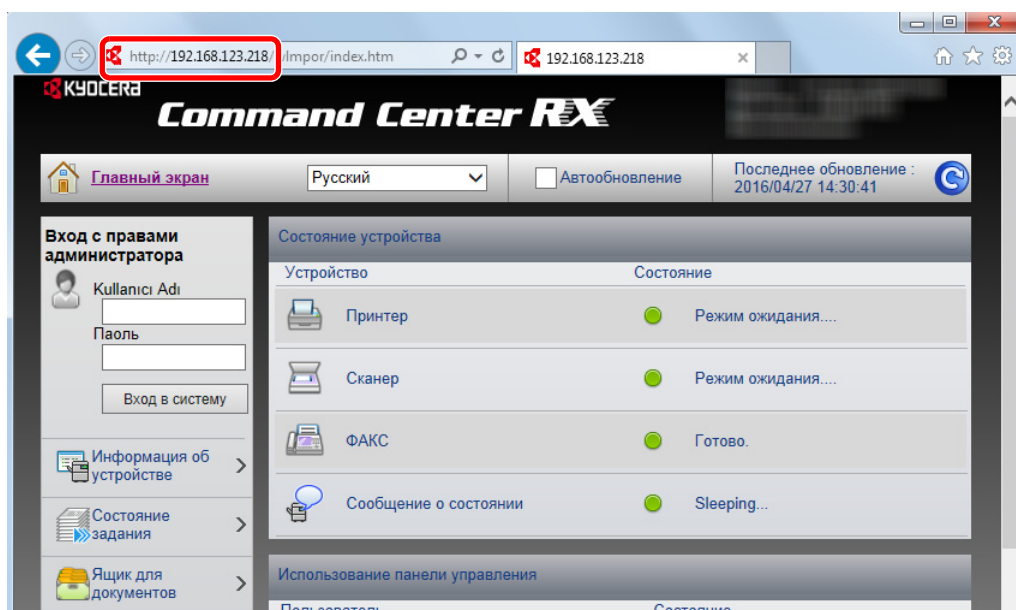 http://192.168.123.218/ /Impor/index.htm
192.168.123.218
KYOCERA
Command Center RX
Главный экран
Русский
Автообновление
Последнее обновление :
2016/04/27 14:30:41
Вход с правами
администратора
Kullanıcı Adı
Паоль
Вход в систему
Информация об
устройстве
Состояние
задания
Ящик для
документов
Состояние устройства
Устройство Состояние
Принтер Режим ожидания....
Сканер Режим ожидания....
ФАКС Готово.
Сообщение о состоянии Sleeping...
Использование панели управления
Пользователь Состояние